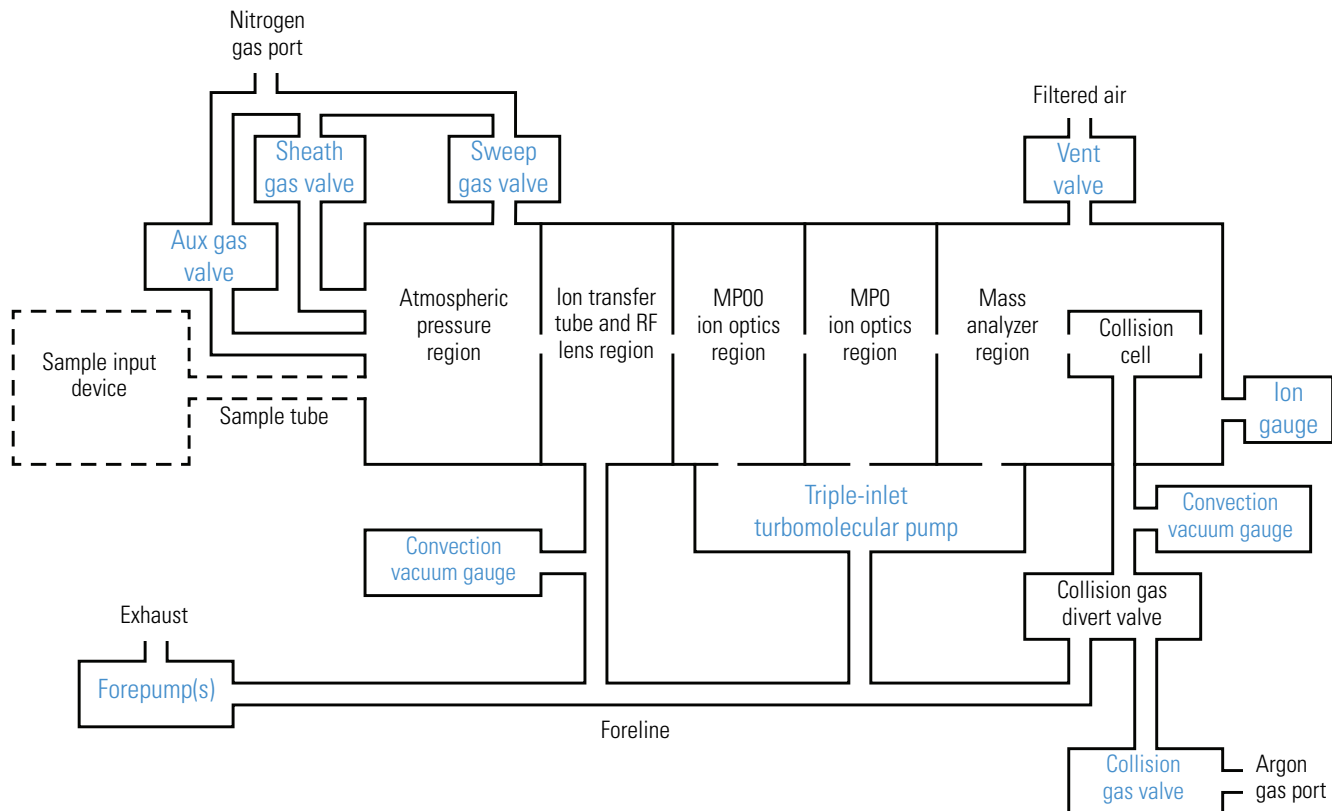 Nitrogen
gas port
Filtered air
Sheath
gas valve
Sweep
gas valve
Vent
valve
Aux gas
valve
Atmospheric
pressure
region
Ion transfer
tube and RF
lens region
MP00
ion optics
region
MP0
ion optics
region
Mass
analyzer
region
Collision
cell
Sample input
device
Sample tube
Ion
gauge
Triple-inlet
turbomolecular pump
Convection
vacuum gauge
Convection
vacuum gauge
Collision gas
divert valve
Exhaust
Forepump(s)
Foreline
Collision
gas valve
Argon
gas port